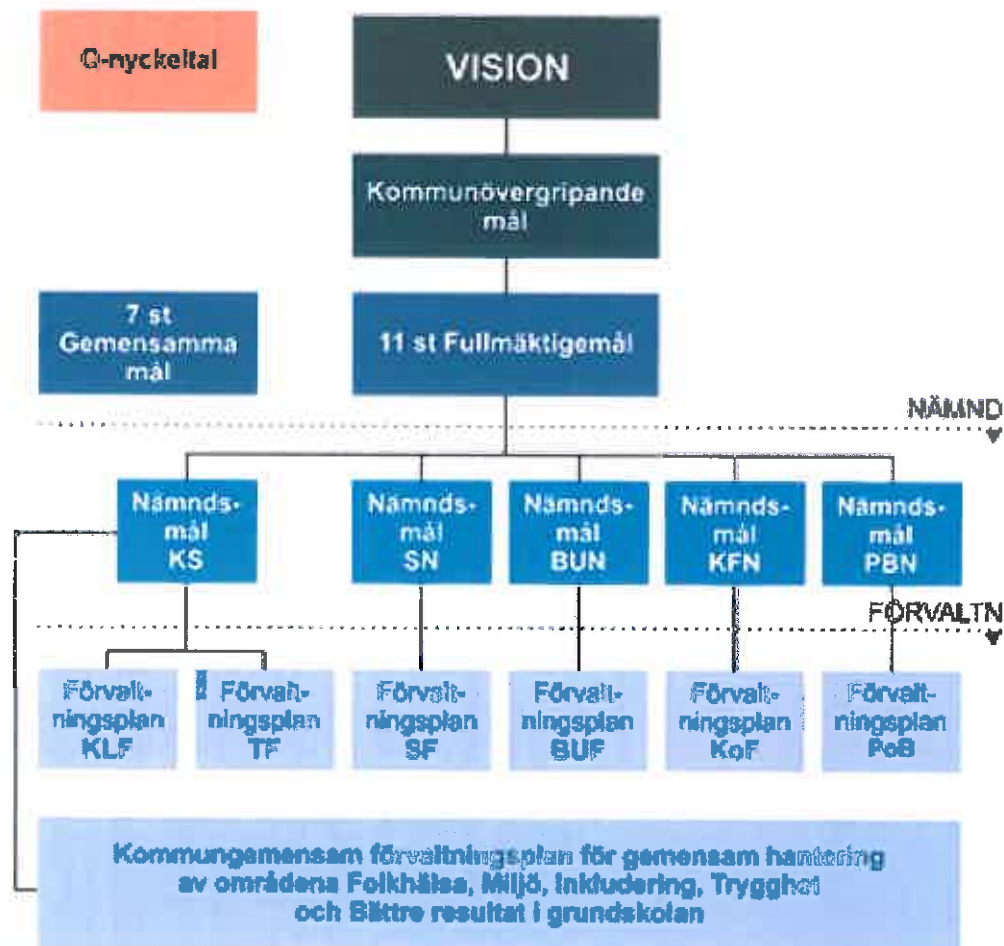 Q-nyckeltal
VISION
Kommunövergripande
mål
7 st
Gemensamma
mål
11 st Fullmäktigemål
NÄMND
Nämnds-
mål
KS
Nämnds-
mål
SN
Nämnds-
mål
BUN
Nämnds-
mål
KFN
Nämnds-
mål
PBN
FÖRVALTN
Förvalt-
ningsplan
KLF
Förvalt-
ningsplan
TF
Förvalt-
ningsplan
SF
Förvalt-
ningsplan
BUF
Förvalt-
ningsplan
KoF
Förvalt-
ningsplan
PoB
Kommungemensam förvaltningsplan för gemensam hantering
av områdena Folkhälsa, Miljö, Inkludering, Trygghet
och Bättre resultat i grundskolan